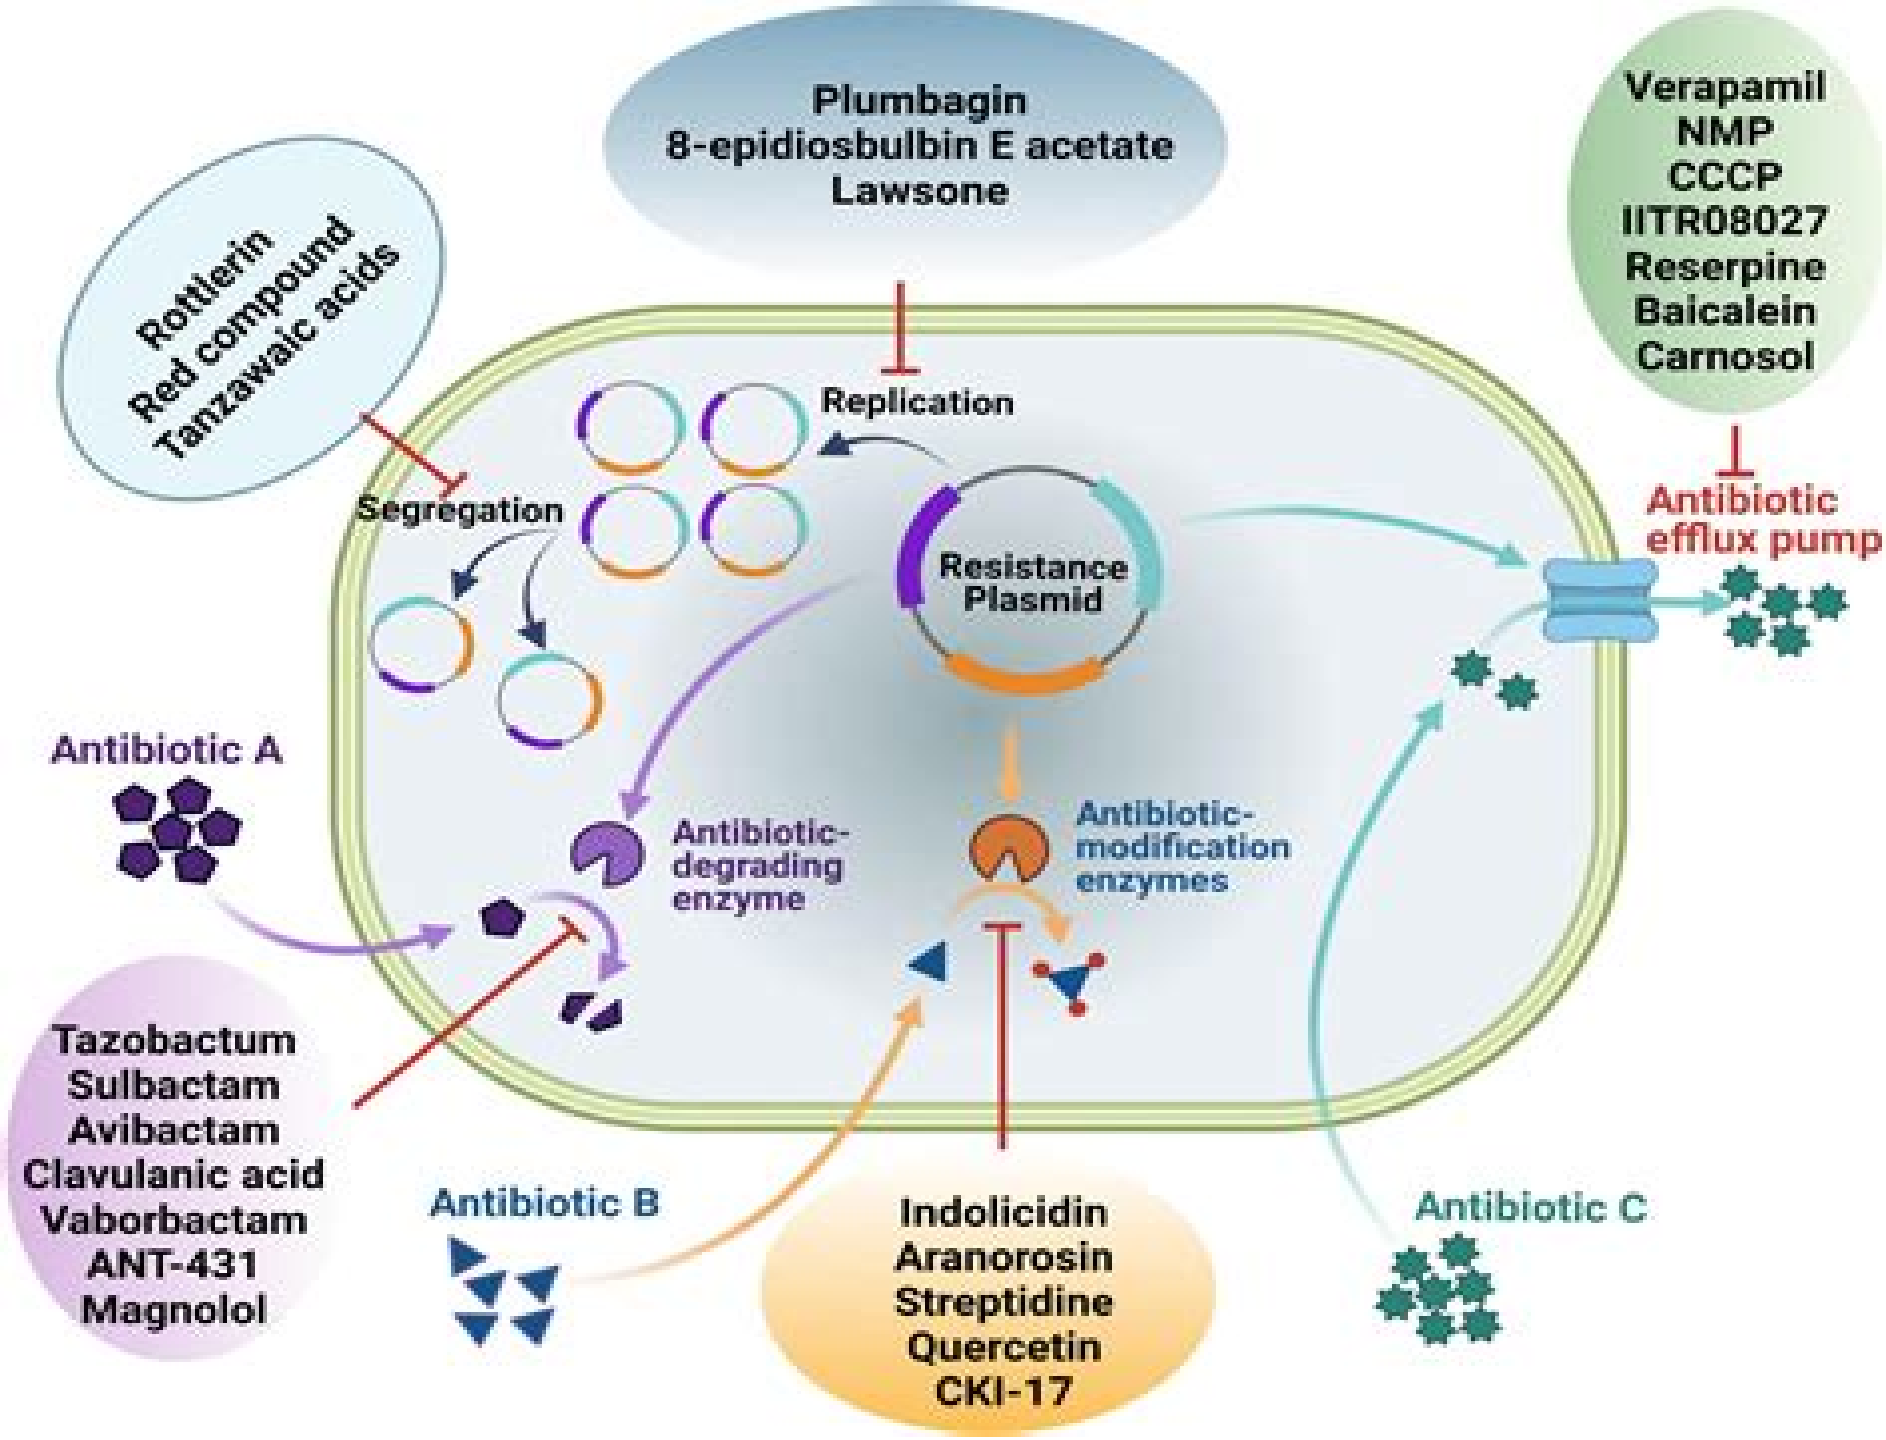 Plumbagin
8-epidiosbulbin E acetate
Lawsone
Verapamil
NMP
CCCP
IITR08027
Reserpine
Baicalein
Carnosol
Rottlerin
Red compound
Tanzawaic acids
Replication
Segregation
Antibiotic
efflux pump
Resistance
Plasmid
Antibiotic A
Antibiotic-
degrading
enzyme
Antibiotic-
modification
enzymes
Tazobactum
Sulbactam
Avibactam
Clavulanic acid
Vaborbactam
ANT-431
Magnolol
Antibiotic B
Indolicidin
Aranorosin
Streptidine
Quercetin
CKI-17
Antibiotic C